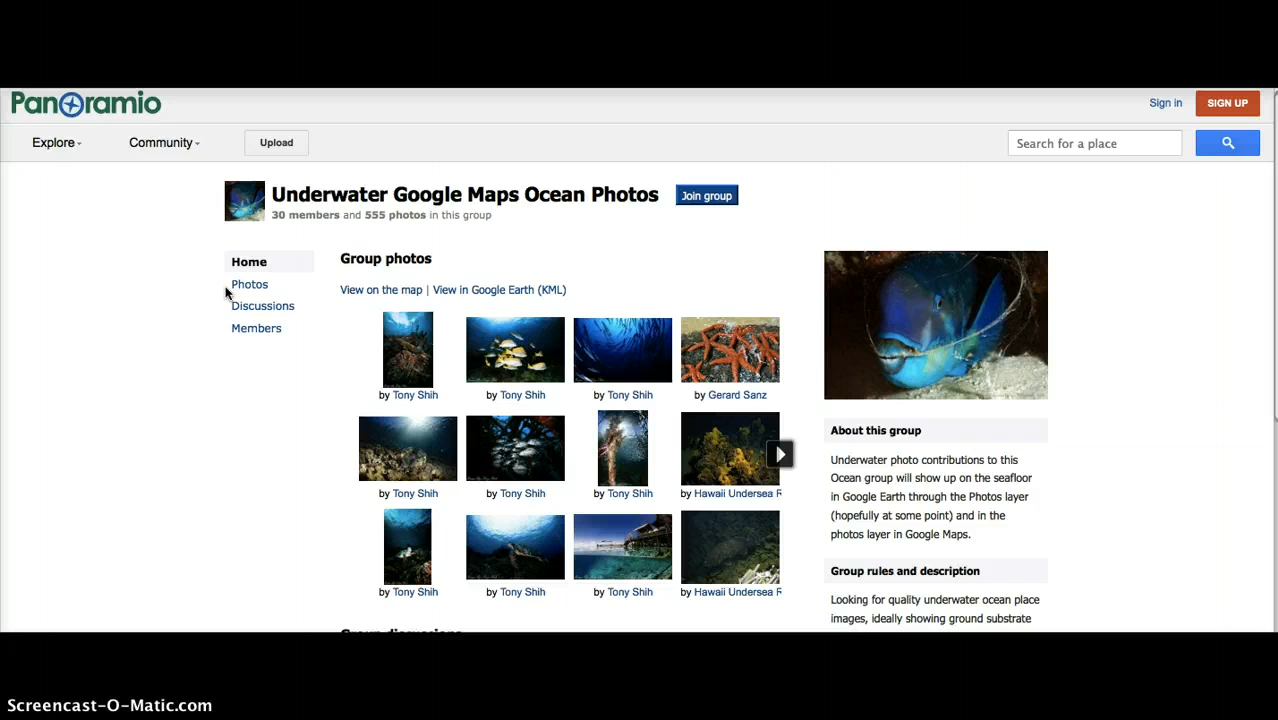 Panoramio
Sign in
SIGN UP
Explore
Community
Upload
Search for a place
Underwater Google Maps Ocean Photos
Join group
30 members and 555 photos in this group
Home
Photos
Discussions
Members
Group photos
View on the map | View in Google Earth (KML)
by Tony Shih
by Tony Shih
by Tony Shih
by Gerard Sanz
by Tony Shih
by Tony Shih
by Tony Shih
by Hawaii Undersea R
by Tony Shih
by Tony Shih
by Tony Shih
by Hawaii Undersea R
About this group
Underwater photo contributions to this
Ocean group will show up on the seafloor
in Google Earth through the Photos layer
(hopefully at some point) and in the
photos layer in Google Maps.
Group rules and description
Looking for quality underwater ocean place
images, ideally showing ground substrate
Group discussions
Screencast-O-Matic.com